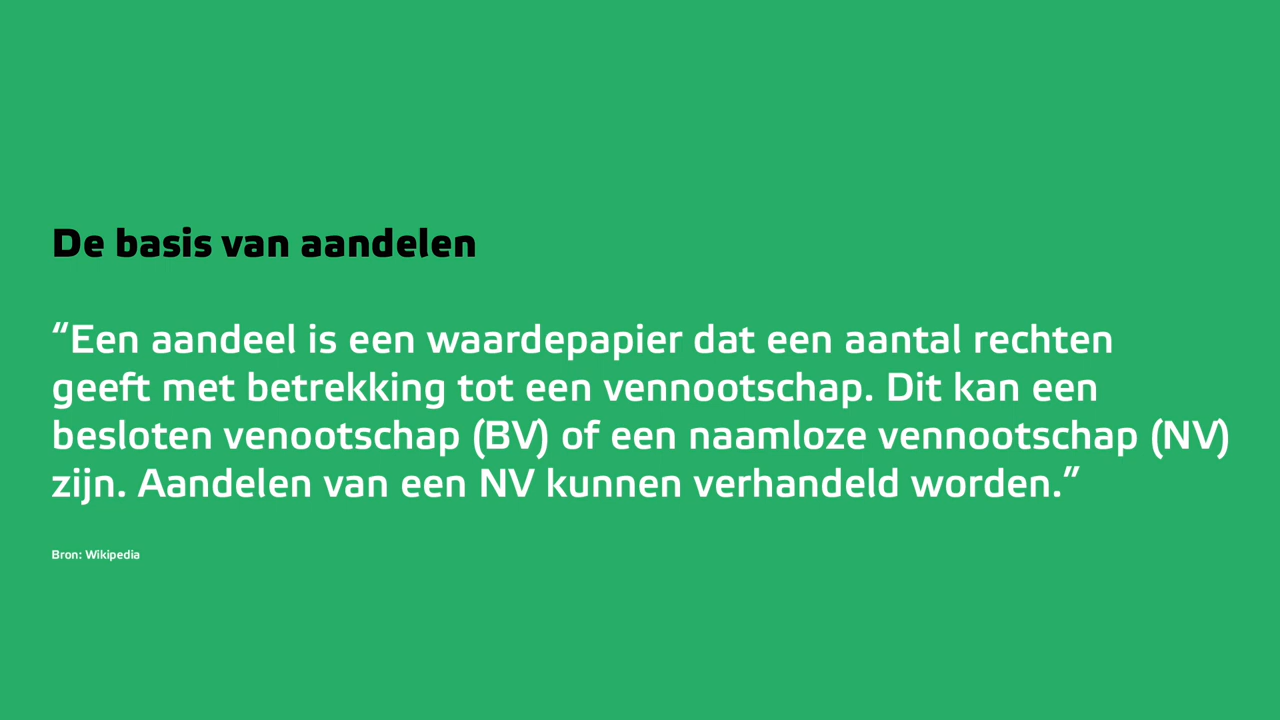 De basis van aandelen
“Een aandeel is een waardepapier dat een aantal rechten
geeft met betrekking tot een vennootschap. Dit kan een
besloten venootschap (BV) of een naamloze vennootschap (NV)
zijn. Aandelen van een NV kunnen verhandeld worden.”
Bron: Wikipedia